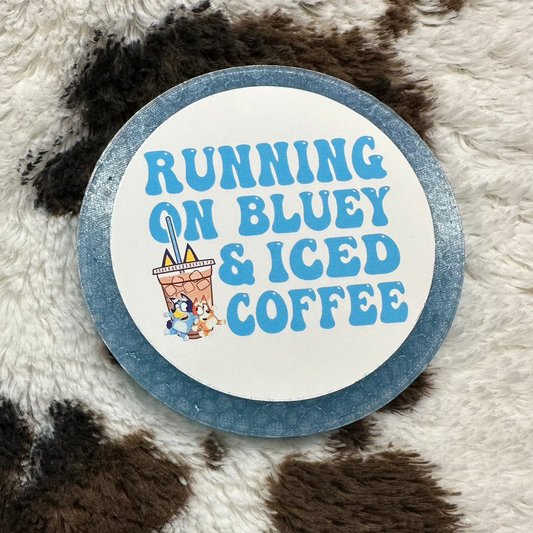 RUNNING
ON BLUEY
& ICED
COFFEE